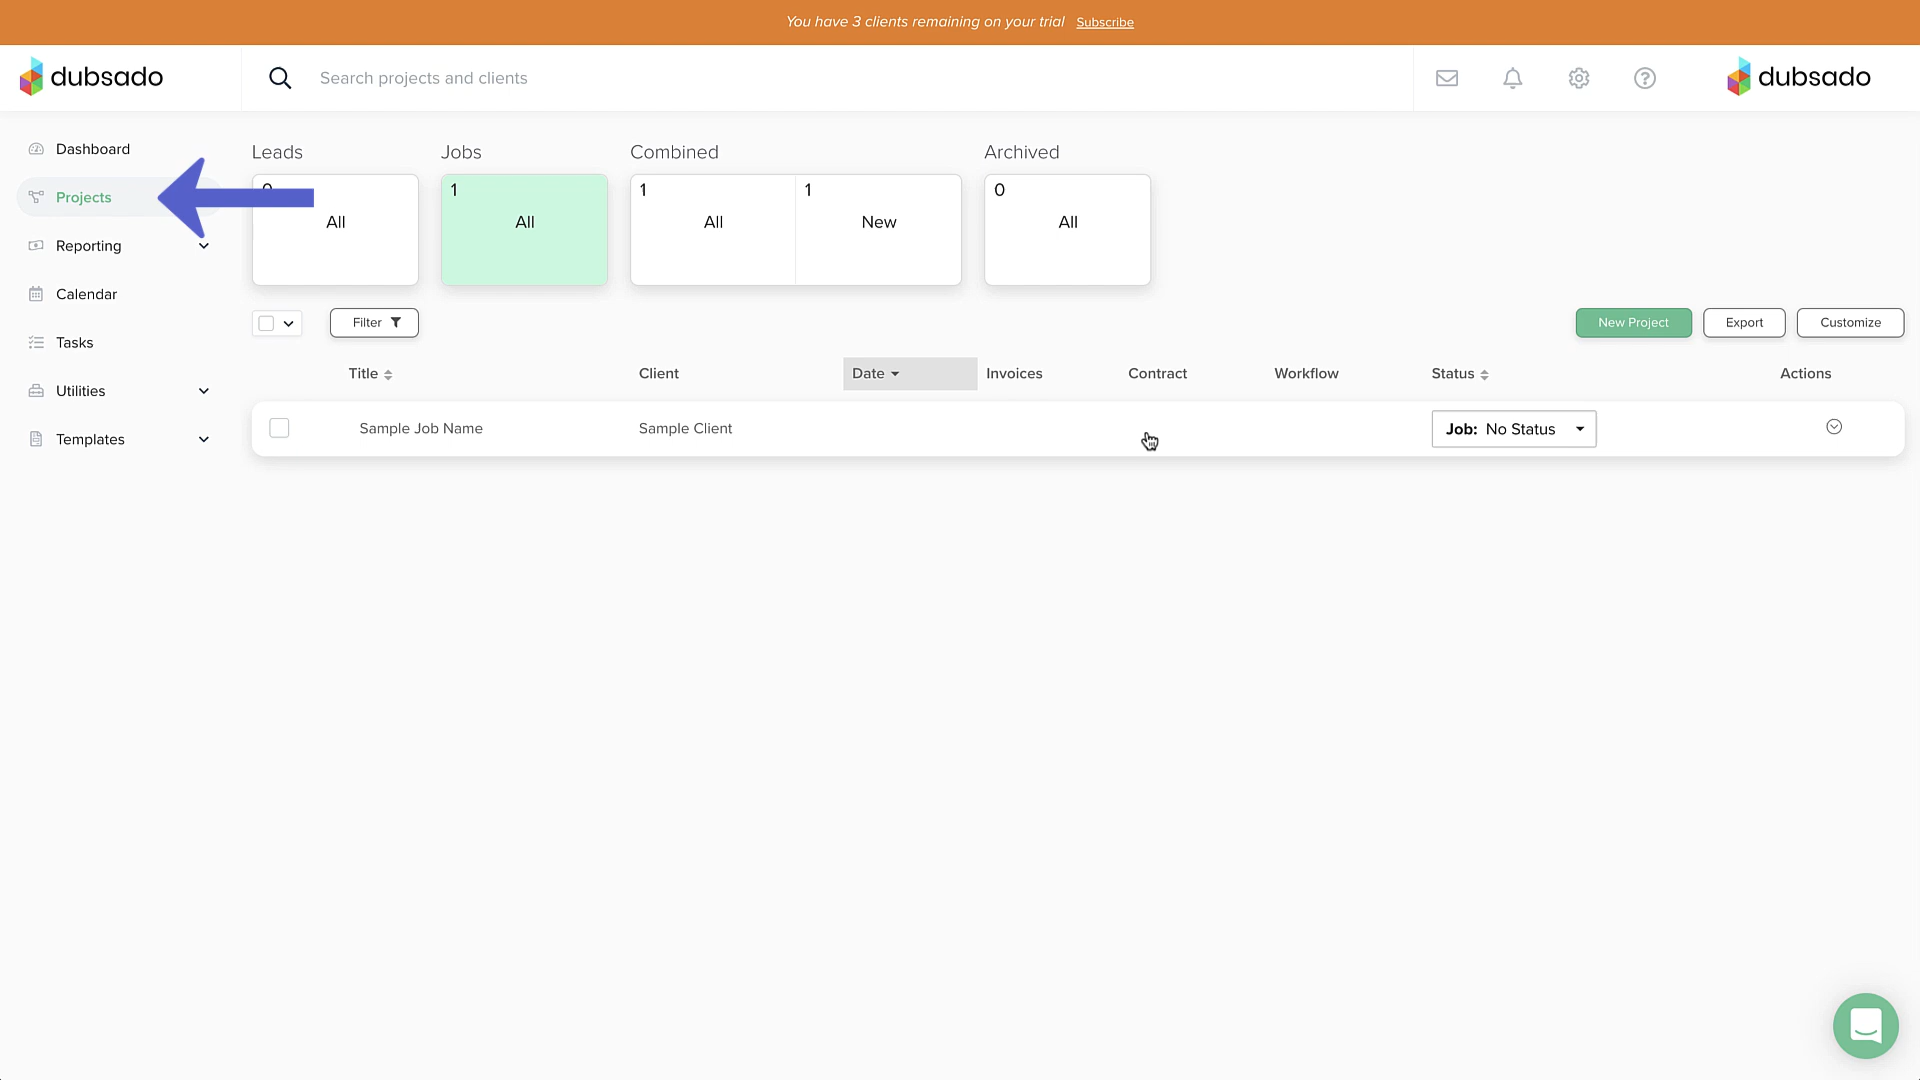 You have 3 clients remaining on your trial Subscribe
dubsado
Search projects and clients
dubsado
Dashboard
Projects
Reporting
Calendar
Tasks
Utilities
Templates
Leads
Jobs
Combined
Archived
0
All
1
All
1
All
1
New
0
All
Filter
New Project
Export
Customize
Title
Client
Date
Invoices
Contract
Workflow
Status
Actions
Sample Job Name
Sample Client
Job: No Status